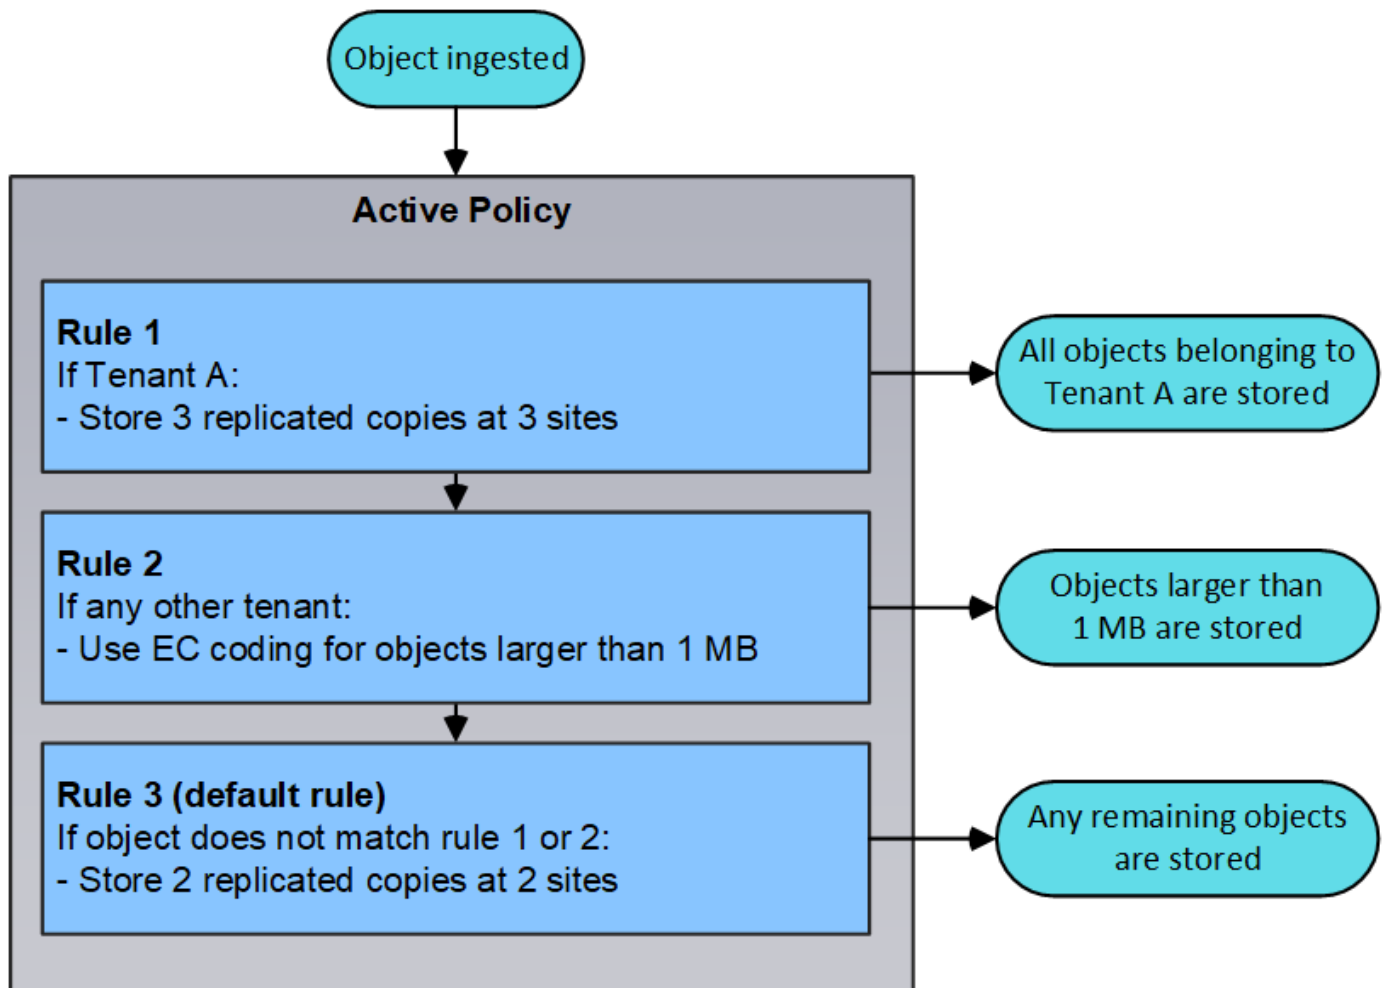 Object ingested
Active Policy
Rule 1
If Tenant A:
- Store 3 replicated copies at 3 sites
All objects belonging to
Tenant A are stored
Rule 2
If any other tenant:
- Use EC coding for objects larger than 1 MB
Objects larger than
1 MB are stored
Rule 3 (default rule)
If object does not match rule 1 or 2:
- Store 2 replicated copies at 2 sites
Any remaining objects
are stored